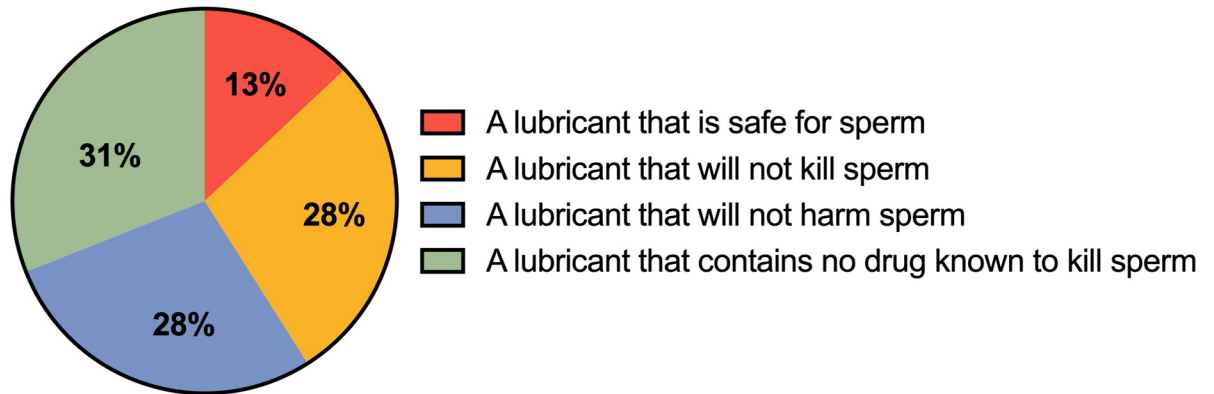 13%
28%
28%
31%
A lubricant that is safe for sperm
A lubricant that will not kill sperm
A lubricant that will not harm sperm
A lubricant that contains no drug known to kill sperm